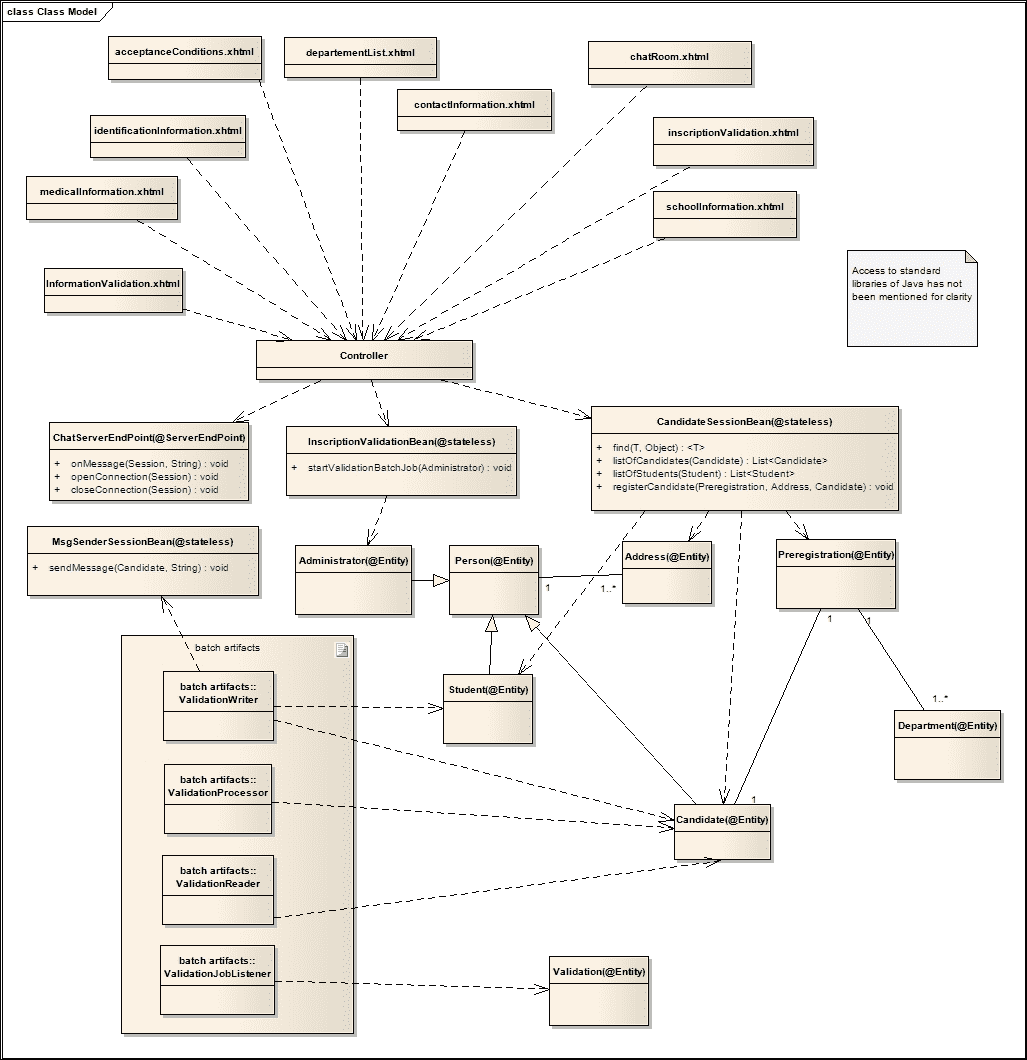 class Class Model
acceptanceConditions.xhtml
departementList.xhtml
chatRoom.xhtml
contactInformation.xhtml
identificationInformation.xhtml
inscriptionValidation.xhtml
medicalInformation.xhtml
schoolInformation.xhtml
InformationValidation.xhtml
Access to standard
libraries of Java has not
been mentioned for clarity
Controller
ChatServerEndPoint(@ServerEndPoint)
+ onMessage(Session, String) : void
+ openConnection(Session) : void
+ closeConnection(Session) : void
InscriptionValidationBean(@stateless)
+ startValidationBatchJob(Administrator) : void
CandidateSessionBean(@stateless)
+ find(T, Object) : <T>
+ listOfCandidates(Candidate) : List<Candidate>
+ listOfStudents(Student) : List<Student>
+ registerCandidate(Preregistration, Address, Candidate) : void
MsgSenderSessionBean(@stateless)
+ sendMessage(Candidate, String) : void
Administrator(@Entity)
Person(@Entity)
1
1..*
Address(@Entity)
Preregistration(@Entity)
1
1
batch artifacts
batch artifacts::
ValidationWriter
Student(@Entity)
1..*
Department(@Entity)
batch artifacts::
ValidationProcessor
1
Candidate(@Entity)
batch artifacts::
ValidationReader
batch artifacts::
ValidationJobListener
Validation(@Entity)